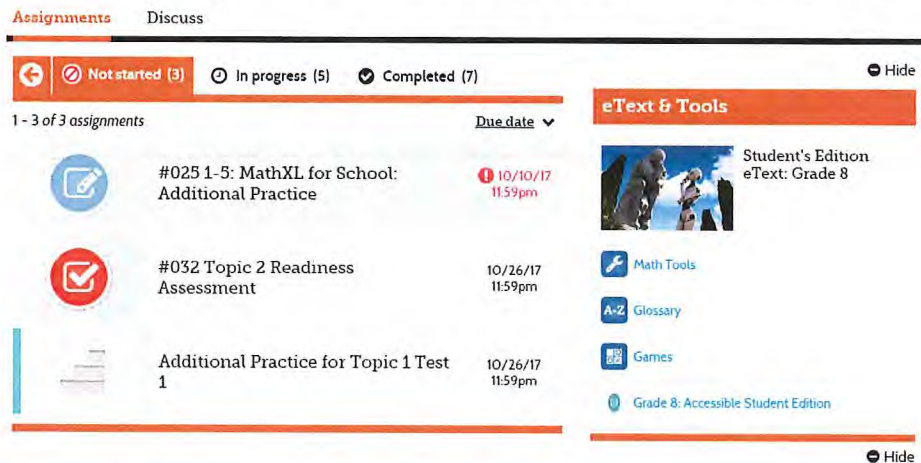 Assignments
Discuss
Not started (3)
In progress (5)
Completed (7)
Hide
1 - 3 of 3 assignments
Due date
#025 1-5: MathXL for School:
Additional Practice
10/10/17
11:59pm
#032 Topic 2 Readiness
Assessment
10/26/17
11:59pm
Additional Practice for Topic 1 Test
1
10/26/17
11:59pm
eText & Tools
Student's Edition
eText: Grade 8
Math Tools
A-Z
Glossary
Games
Grade 8: Accessible Student Edition
Hide